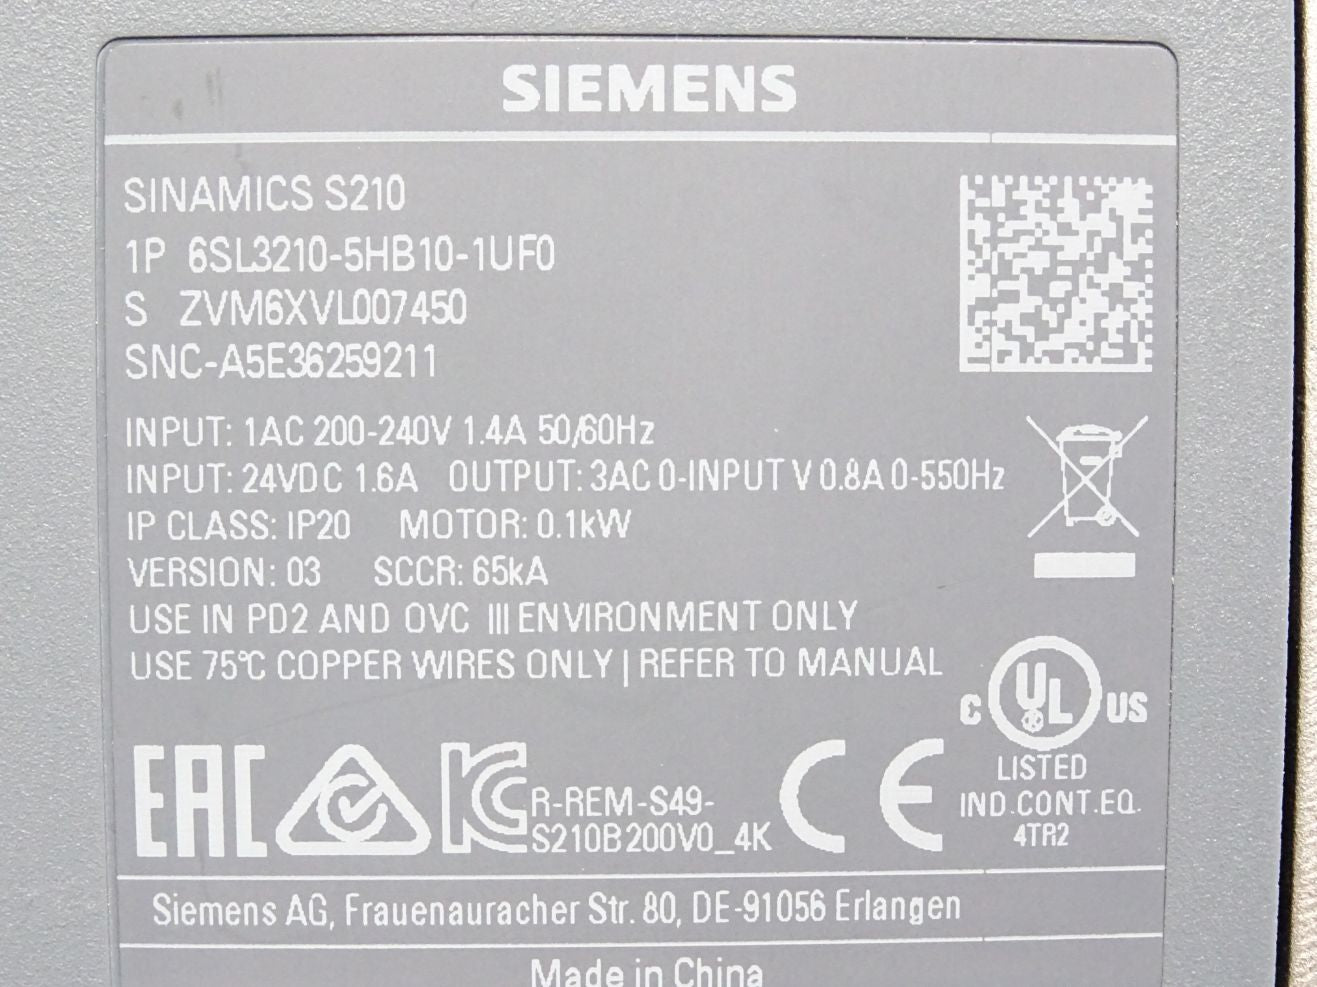 SIEMENS
SINAMICS S210
1P 6SL3210-5HB10-1UF0
S ZVM6XVL007450
SNC-A5E36259211
INPUT: 1AC 200-240V 1.4A 50/60Hz
INPUT: 24VDC 1.6A OUTPUT: 3AC 0-INPUT V 0.8A 0-550Hz
IP CLASS: IP20 MOTOR: 0.1kW
VERSION: 03 SCCR: 65kA
USE IN PD2 AND OVC III ENVIRONMENT ONLY
USE 75°C COPPER WIRES ONLY | REFER TO MANUAL
C UL US
LISTED
IND.CONT.EQ.
4TR2
EAC KC R-REM-S49-
S210B200V0_4K CE
Siemens AG, Frauenauracher Str. 80, DE-91056 Erlangen
Made in China